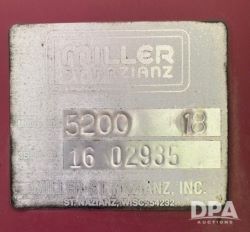 MILLER
ST. NAZIANZ
5200 18
16 02935
MILLER ST. NAZIANZ, INC.
ST. NAZIANZ, WISC. 54232
DPA
AUCTIONS